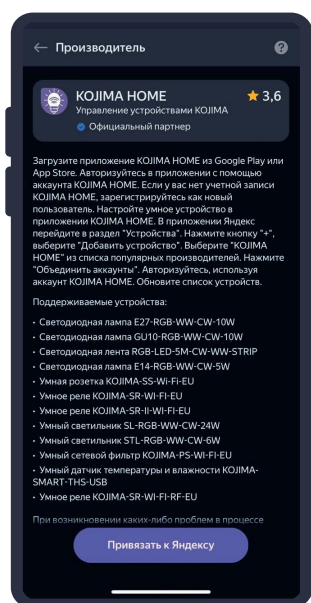 Производитель
?
KOJIMA HOME
3,6
Управление устройствами KOJIMA
Официальный партнер
Загрузите приложение KOJIMA HOME из Google Play или
App Store. Авторизуйтесь в приложении с помощью
аккаунта KOJIMA HOME. Если у вас нет учетной записи
KOJIMA HOME, зарегистрируйтесь как новый
пользователь. Настройте умное устройство в
приложении KOJIMA HOME. В приложении Яндекс
перейдите в раздел "Устройства". Нажмите кнопку "+",
выберите "Добавить устройство". Выберите "KOJIMA
HOME" из списка популярных производителей. Нажмите
"Объединить аккаунты". Авторизуйтесь, используя
аккаунт KOJIMA HOME. Обновите список устройств.
Поддерживаемые устройства:
• Светодиодная лампа E27-RGB-WW-CW-10W
• Светодиодная лампа GU10-RGB-WW-CW-10W
• Светодиодная лента RGB-LED-5M-CW-WW-STRIP
• Светодиодная лампа E14-RGB-WW-CW-5W
• Умная розетка KOJIMA-SS-Wi-Fi-EU
• Умное реле KOJIMA-SR-WI-FI-EU
• Умное реле KOJIMA-SR-II-WI-FI-EU
• Умный светильник SL-RGB-WW-CW-24W
• Умный светильник STL-RGB-WW-CW-6W
• Умный сетевой фильтр KOJIMA-PS-WI-FI-EU
• Умный датчик температуры и влажности KOJIMA-
SMART-THS-USB
• Умное реле KOJIMA-SR-WI-FI-RF-EU
При возникновении каких-либо проблем в процессе
Привязать к Яндексу